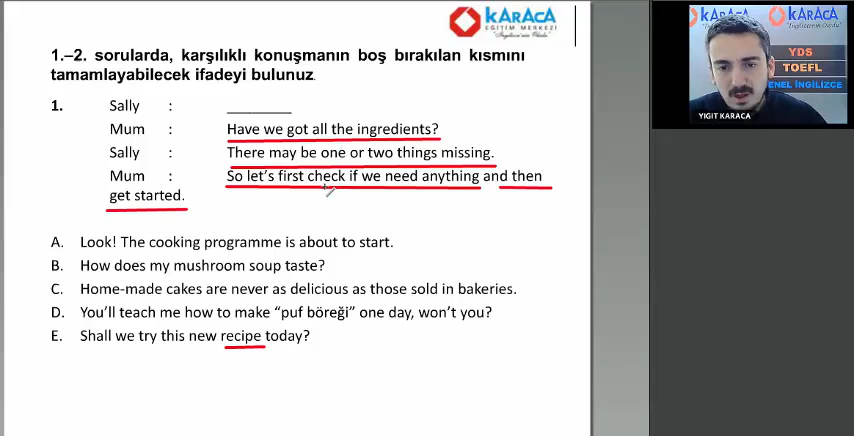 KARACA
EĞİTİM MERKEZİ
1.–2. sorularda, karşılıklı konuşmanın boş bırakılan kısmını
tamamlayabilecek ifadeyi bulunuz.
1. Sally : ________
Mum : Have we got all the ingredients?
Sally : There may be one or two things missing.
Mum : So let's first check if we need anything and then
get started.
A. Look! The cooking programme is about to start.
B. How does my mushroom soup taste?
C. Home-made cakes are never as delicious as those sold in bakeries.
D. You'll teach me how to make "puf böreği" one day, won't you?
E. Shall we try this new recipe today?
KARACA
YDS
TOEFL
ENEL İNGİLİZCE
YIGIT KARACA